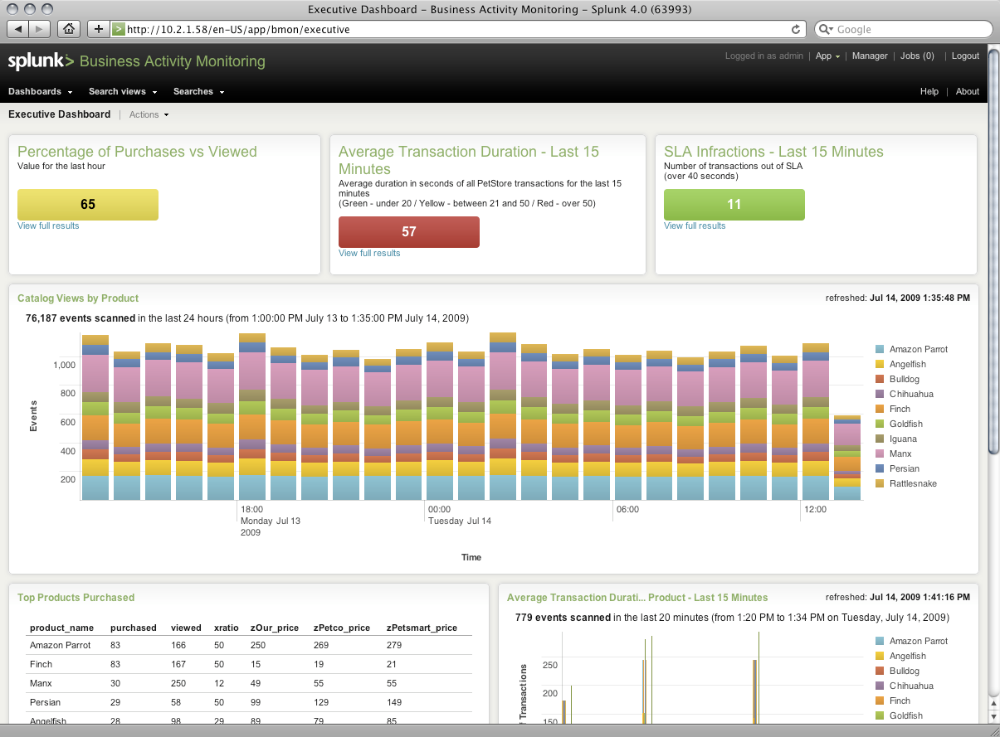 Executive Dashboard – Business Activity Monitoring – Splunk 4.0 (63993)
http://10.2.1.58/en-US/app/bmon/executive
Google
splunk> Business Activity Monitoring
Logged in as admin | App | Manager | Jobs (0) | Logout
Dashboards Search views Searches
Help | About
Executive Dashboard | Actions
Percentage of Purchases vs Viewed
Value for the last hour
65
View full results
Average Transaction Duration - Last 15
Minutes
Average duration in seconds of all PetStore transactions for the last 15
minutes
(Green - under 20 / Yellow - between 21 and 50 / Red - over 50)
57
View full results
SLA Infractions - Last 15 Minutes
Number of transactions out of SLA
(over 40 seconds)
11
View full results
Catalog Views by Product
refreshed: Jul 14, 2009 1:35:48 PM
76,187 events scanned in the last 24 hours (from 1:00:00 PM July 13 to 1:35:00 PM July 14, 2009)
Events
1,000
800
600
400
200
18:00
Monday Jul 13
2009
00:00
Tuesday Jul 14
06:00
12:00
Time
Amazon Parrot
Angelfish
Bulldog
Chihuahua
Finch
Goldfish
Iguana
Manx
Persian
Rattlesnake
Top Products Purchased
product_name purchased viewed xratio zOur_price zPetco_price zPetsmart_price
Amazon Parrot 83 166 50 250 269 279
Finch 83 167 50 15 19 21
Manx 30 250 12 49 55 55
Persian 29 58 50 99 129 149
Angelfish 28 98 29 89 79 85
Average Transaction Durati... Product - Last 15 Minutes
refreshed: Jul 14, 2009 1:41:16 PM
779 events scanned in the last 20 minutes (from 1:20 PM to 1:34 PM on Tuesday, July 14, 2009)
Transactions
250
200
150
Amazon Parrot
Angelfish
Bulldog
Chihuahua
Finch
Goldfish